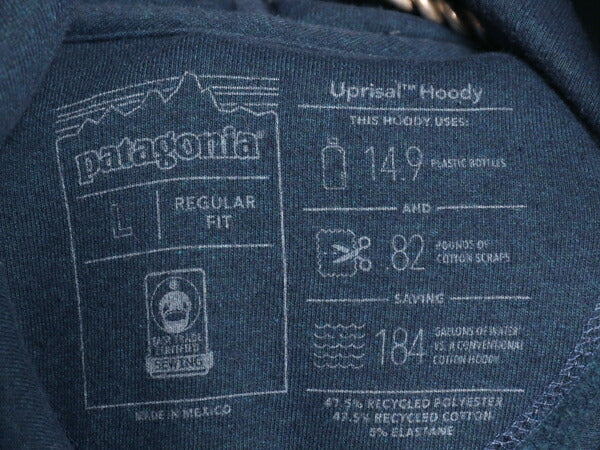 patagonia®
L
REGULAR
FIT
FAIR TRADE
CERTIFIED
SEWING
MADE IN MEXICO
Uprisal™ Hoody
THIS HOODY USES:
14.9 PLASTIC BOTTLES
AND
.82 POUNDS OF
COTTON SCRAPS
SAVING
184 GALLONS OF WATER
VS. A CONVENTIONAL
COTTON HOODY
47.5% RECYCLED POLYESTER
47.5% RECYCLED COTTON
5% ELASTANE